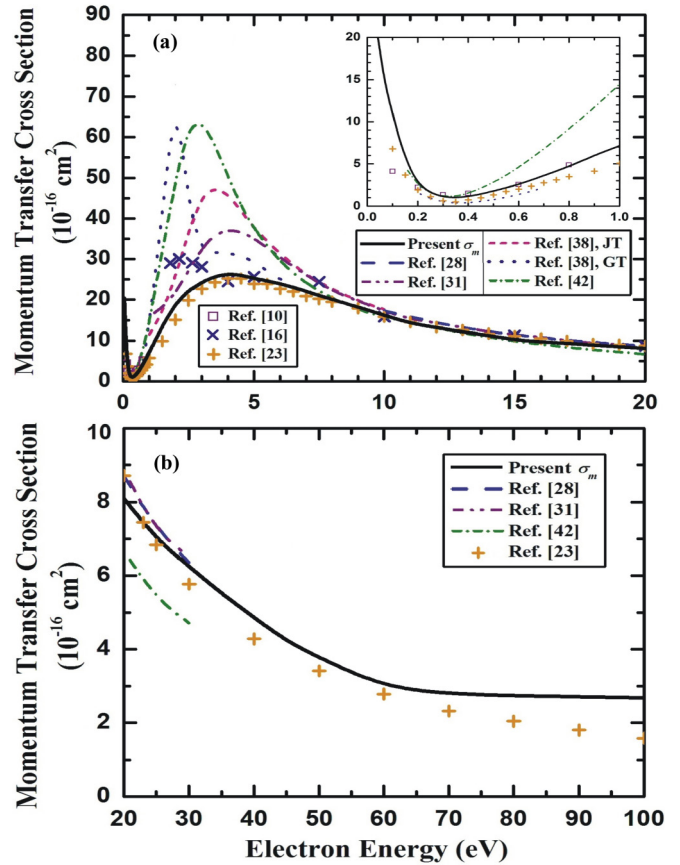 (a)
Momentum Transfer Cross Section
(10⁻¹⁶ cm²)
90
80
70
60
50
40
30
20
10
0
20
15
10
5
0
0.0 0.2 0.4 0.6 0.8 1.0
Present σm
Ref. [28]
Ref. [31]
Ref. [38], JT
Ref. [38], GT
Ref. [42]
Ref. [10]
Ref. [16]
Ref. [23]
0 5 10 15 20
(b)
Momentum Transfer Cross Section
(10⁻¹⁶ cm²)
10
8
6
4
2
0
Present σm
Ref. [28]
Ref. [31]
Ref. [42]
Ref. [23]
20 30 40 50 60 70 80 90 100
Electron Energy (eV)